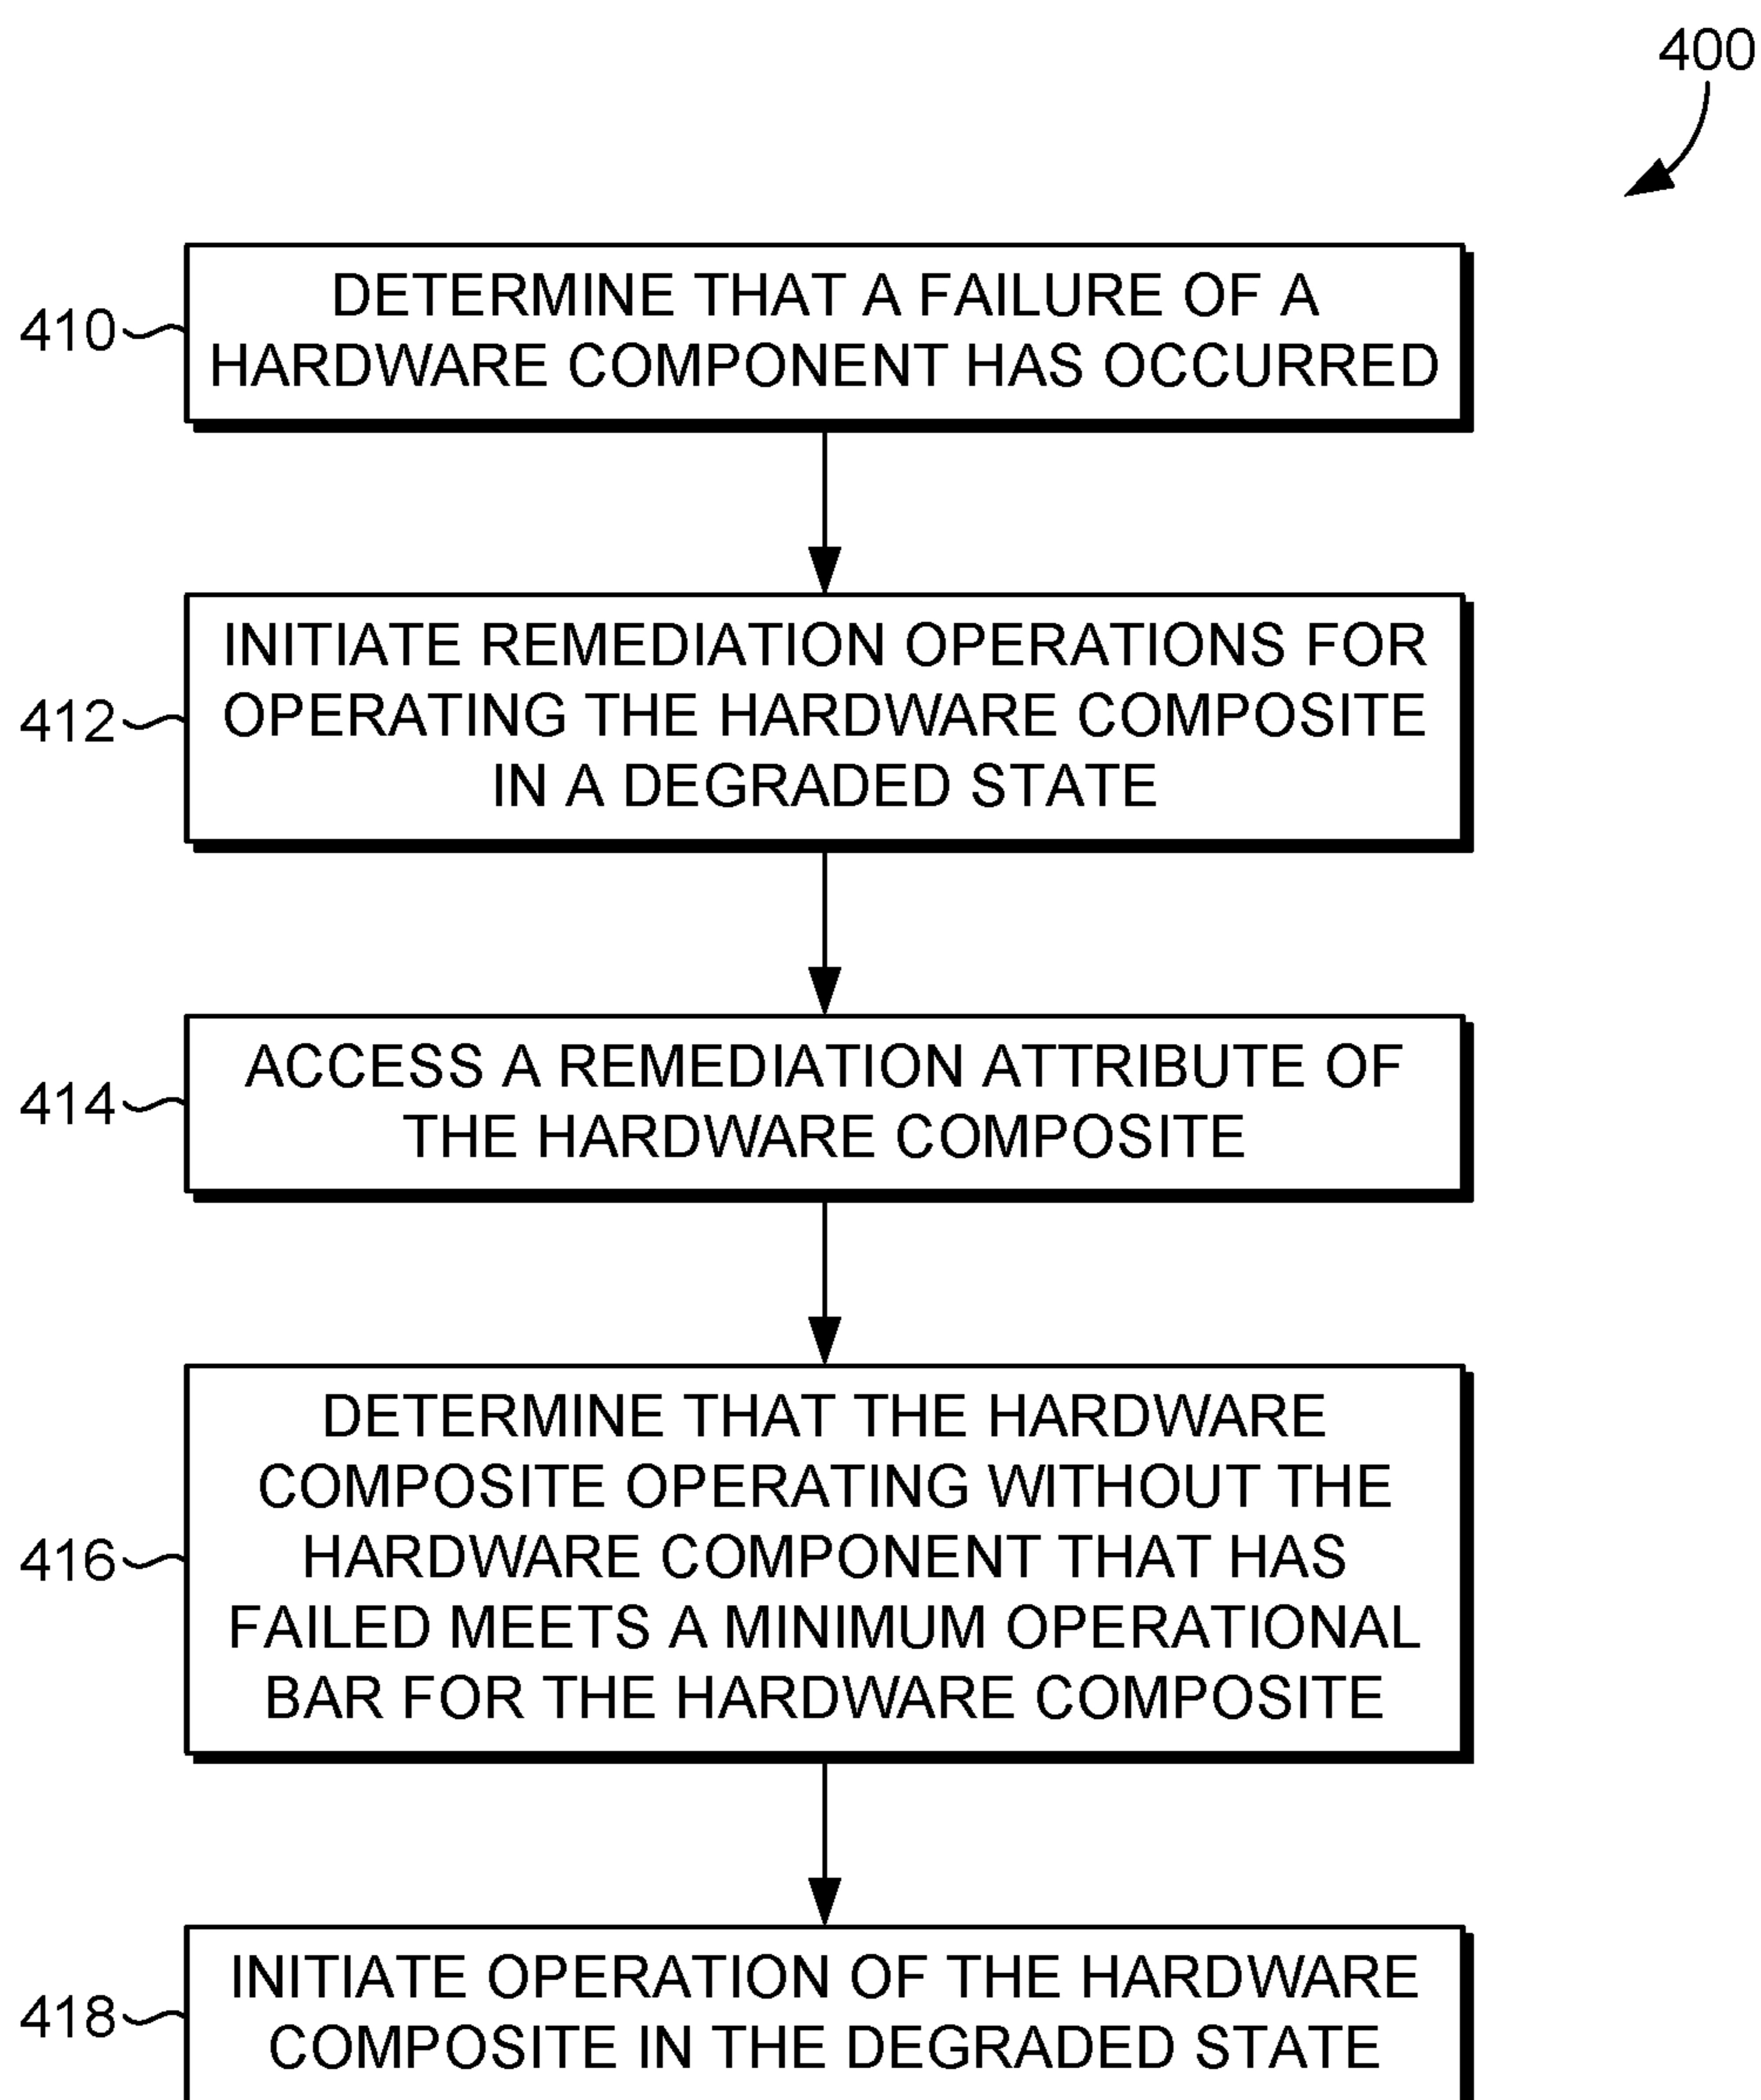 400
410
DETERMINE THAT A FAILURE OF A
HARDWARE COMPONENT HAS OCCURRED
412
INITIATE REMEDIATION OPERATIONS FOR
OPERATING THE HARDWARE COMPOSITE
IN A DEGRADED STATE
414
ACCESS A REMEDIATION ATTRIBUTE OF
THE HARDWARE COMPOSITE
416
DETERMINE THAT THE HARDWARE
COMPOSITE OPERATING WITHOUT THE
HARDWARE COMPONENT THAT HAS
FAILED MEETS A MINIMUM OPERATIONAL
BAR FOR THE HARDWARE COMPOSITE
418
INITIATE OPERATION OF THE HARDWARE
COMPOSITE IN THE DEGRADED STATE